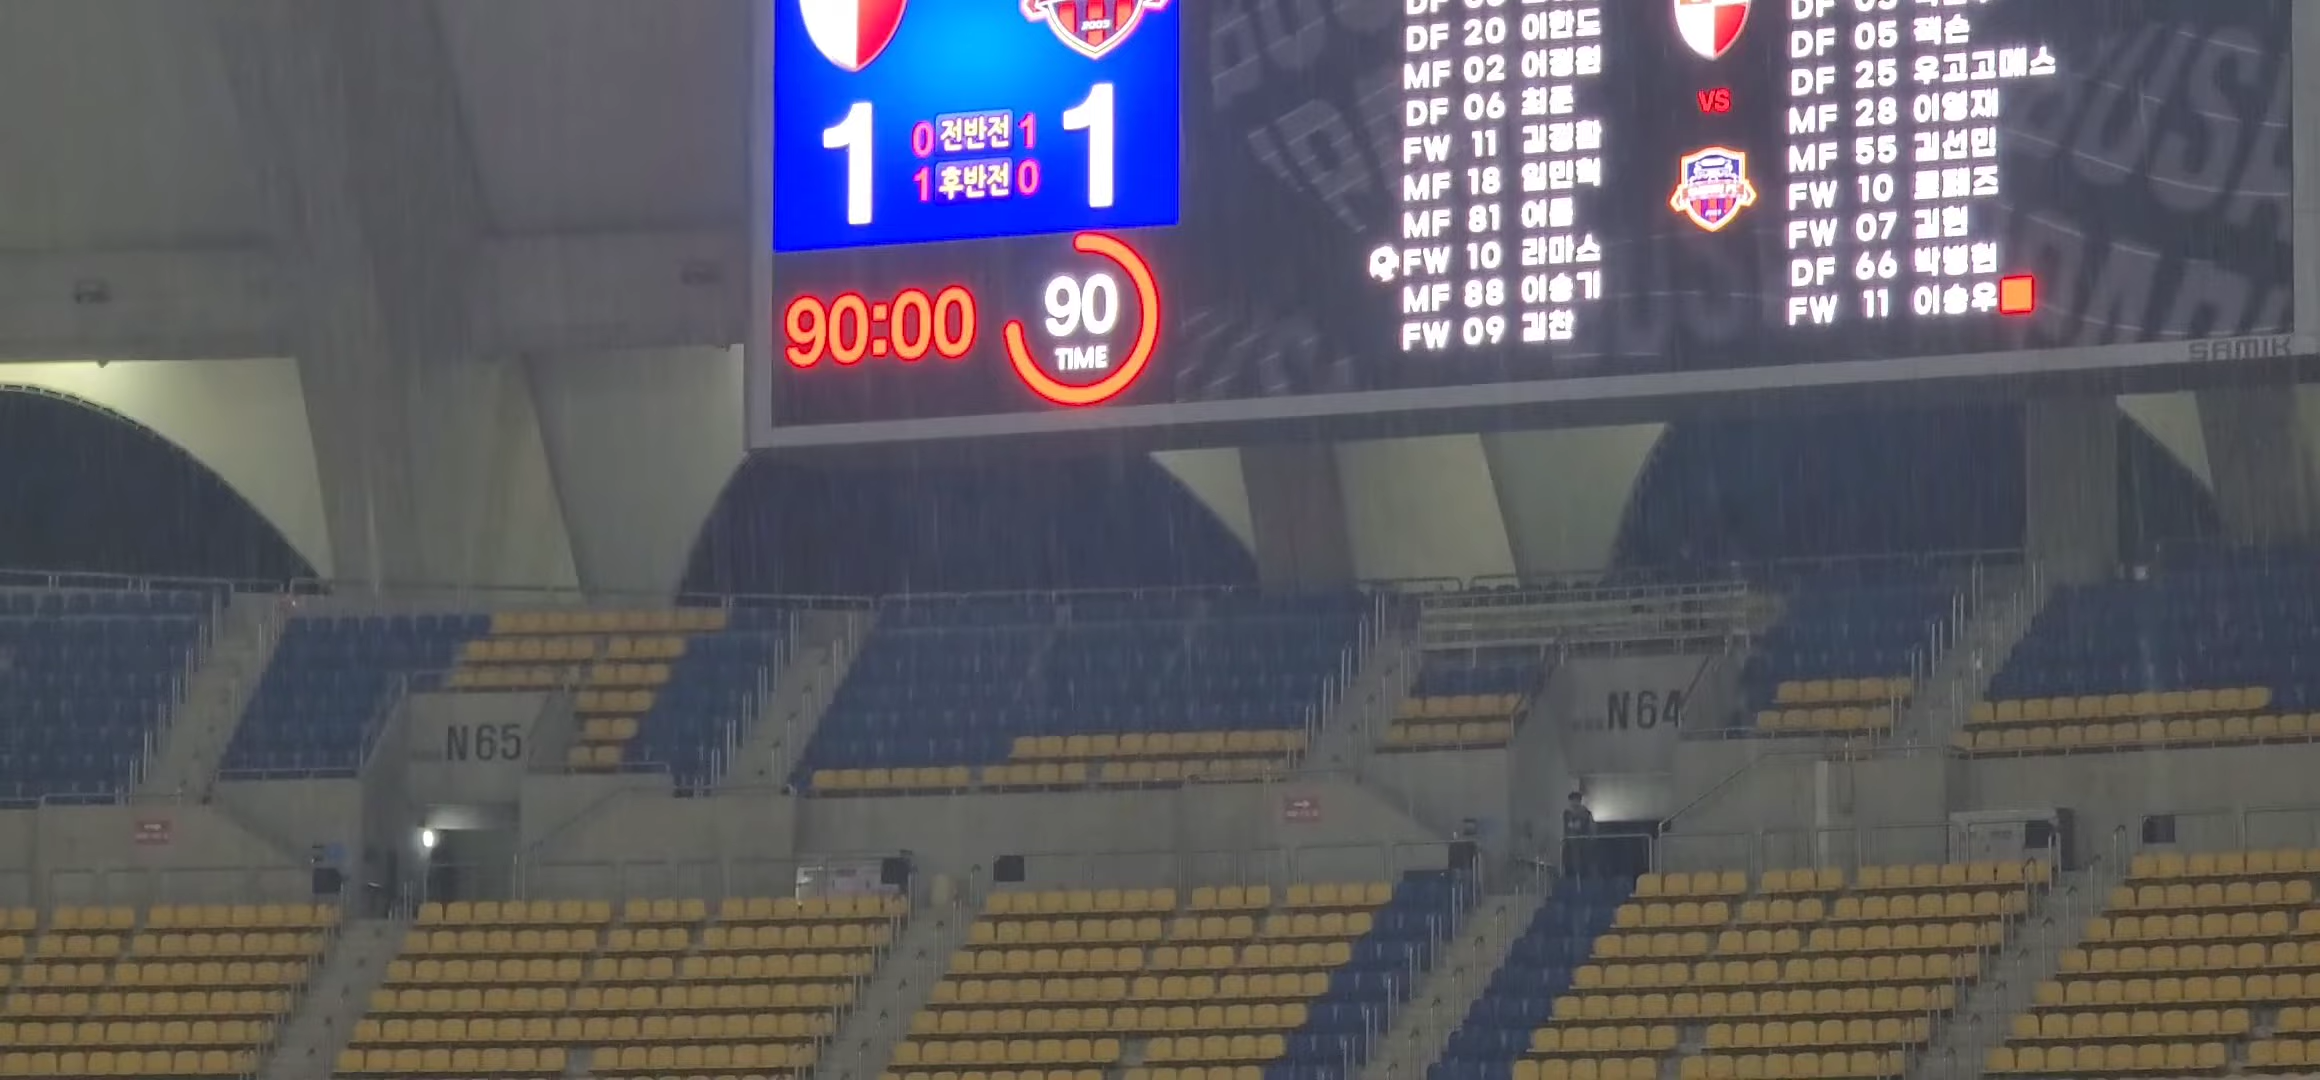 1 1
0 전반전 1
1 후반전 0
90:00
90
TIME
DF 20 이한도
MF 02 이정원
DF 06 최준
FW 11 김정환
MF 18 임민혁
MF 81 여름
FW 10 라마스
MF 88 이승기
FW 09 김찬
VS
DF 05 잭슨
DF 25 우고고메스
MF 28 이영재
MF 55 김선민
FW 10 로페즈
FW 07 김현
DF 66 박병현
FW 11 이승우
SAMIK
N65
N64